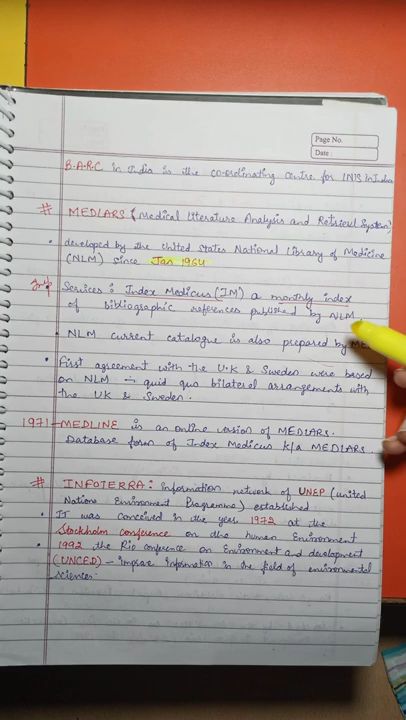 Page No.
Date :
B.A.R.C in India is the co-ordinating centre for INIS in India
# MEDLARS (Medical literature Analysis and Retrieval System)
• developed by the United States National Library of Medicine
(NLM) since Jan 1964
Services : Index Medicus (IM) a monthly index
of bibliographic references published by NLM.
• NLM current catalogue is also prepared by
• First agreement with the U.K & Sweden were based
on NLM quid quo bilateral arrangements with
the UK & Sweden.
1971 - MEDLINE is an online version of MEDLARS.
Database form of Index Medicus k/a MEDLARS.
# INFOTERRA : Information network of UNEP (United
Nations Environment Programme) established
• IT was conceived in the year 1972 at the
Stockholm conference on the human Environment
• 1992 the Rio conference on Environment and development
(UNCED) - improve information in the field of environmental
sciences.